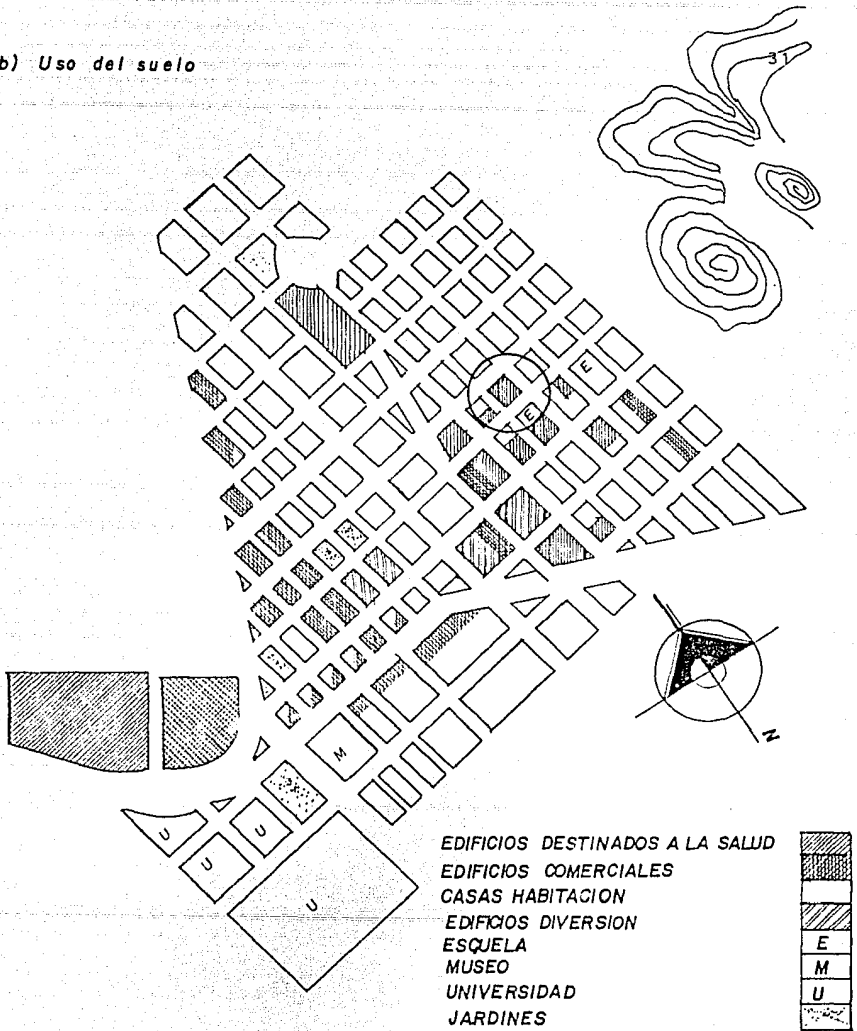 b) Uso del suelo
31
E
E
M
U
U
U
U
N
EDIFICIOS DESTINADOS A LA SALUD
EDIFICIOS COMERCIALES
CASAS HABITACION
EDIFICIOS DIVERSION
ESCUELA E
MUSEO M
UNIVERSIDAD U
JARDINES